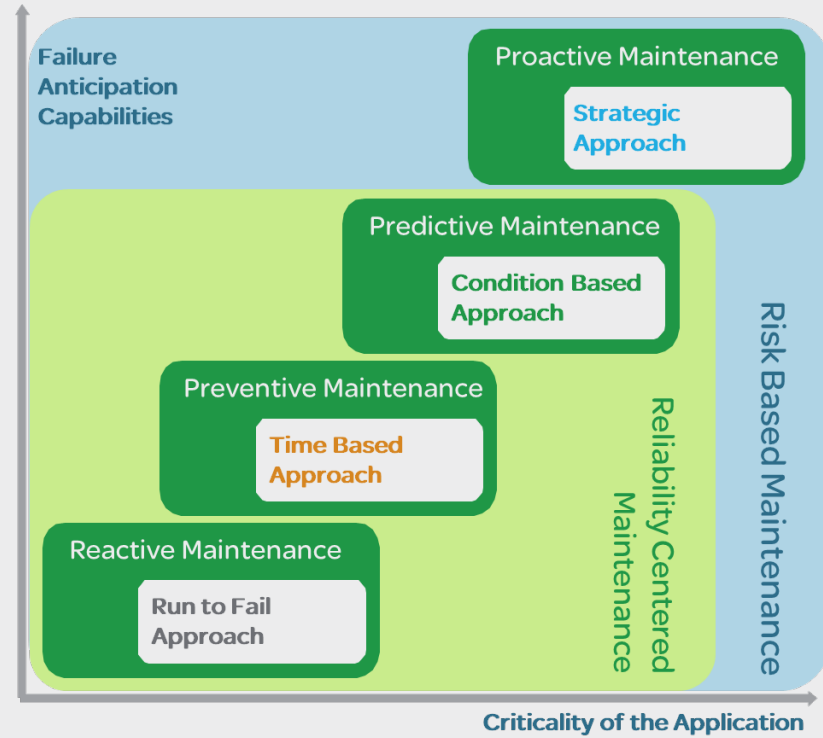 Failure
Anticipation
Capabilities
Proactive Maintenance
Strategic
Approach
Predictive Maintenance
Condition Based
Approach
Preventive Maintenance
Time Based
Approach
Reactive Maintenance
Run to Fail
Approach
Reliability Centered
Maintenance
Risk Based Maintenance
Criticality of the Application